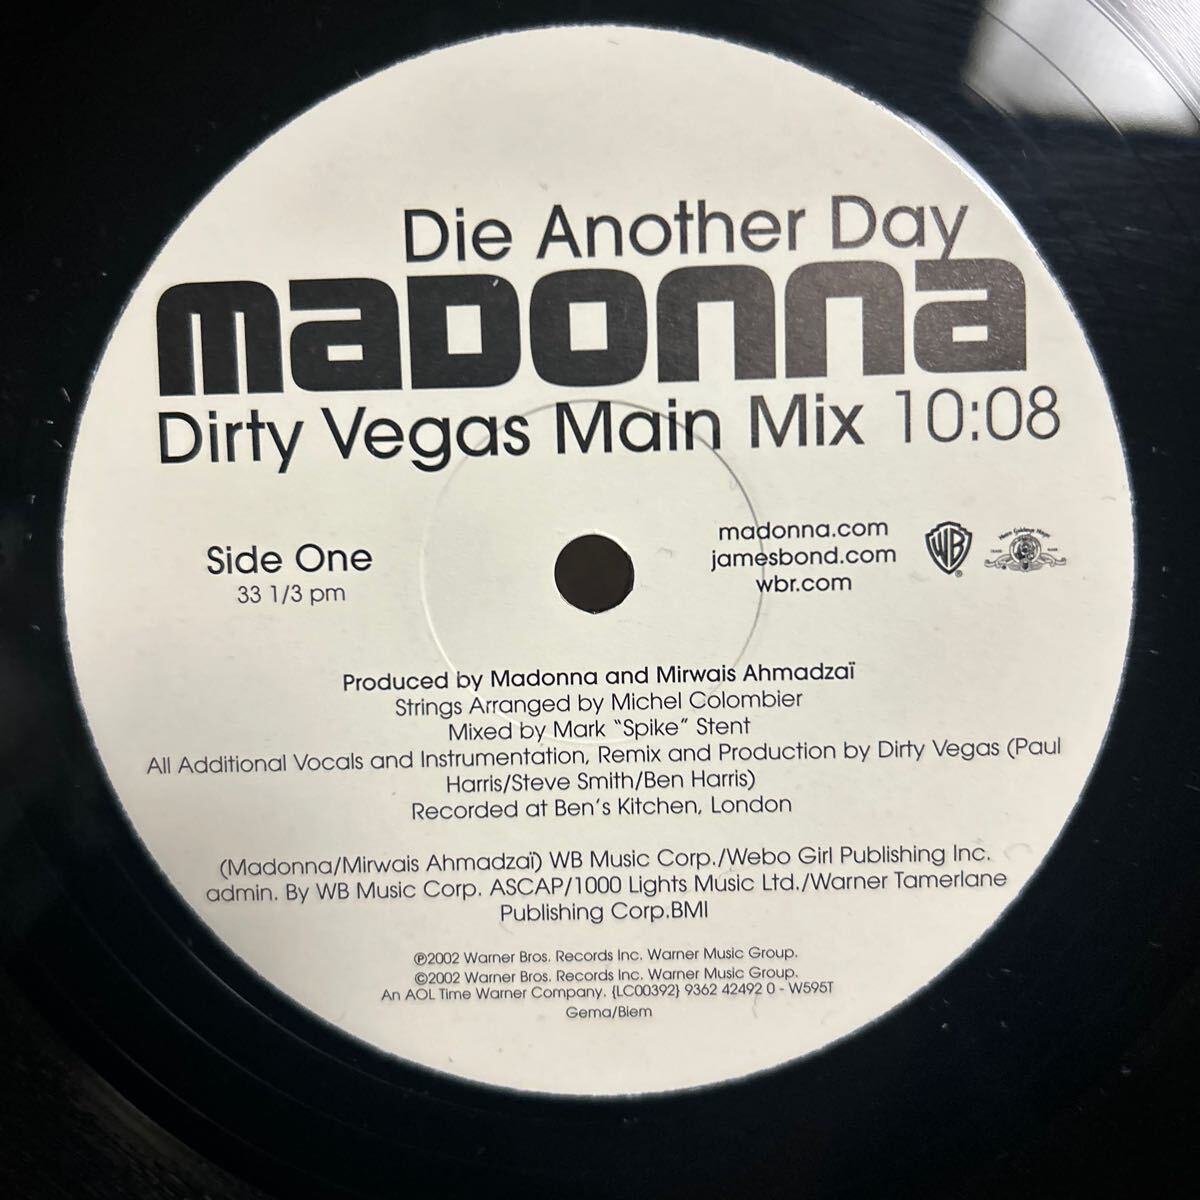 Die Another Day
maDonna
Dirty Vegas Main Mix 10:08
Side One
33 1/3 pm
madonna.com
jamesbond.com
wbr.com
WB
Produced by Madonna and Mirwais Ahmadzaï
Strings Arranged by Michel Colombier
Mixed by Mark "Spike" Stent
All Additional Vocals and Instrumentation, Remix and Production by Dirty Vegas (Paul
Harris/Steve Smith/Ben Harris)
Recorded at Ben's Kitchen, London
(Madonna/Mirwais Ahmadzaï) WB Music Corp./Webo Girl Publishing Inc.
admin. By WB Music Corp. ASCAP/1000 Lights Music Ltd./Warner Tamerlane
Publishing Corp.BMI
℗2002 Warner Bros. Records Inc. Warner Music Group.
©2002 Warner Bros. Records Inc. Warner Music Group.
An AOL Time Warner Company. {LC00392} 9362 42492 0 - W595T
Gema/Biem